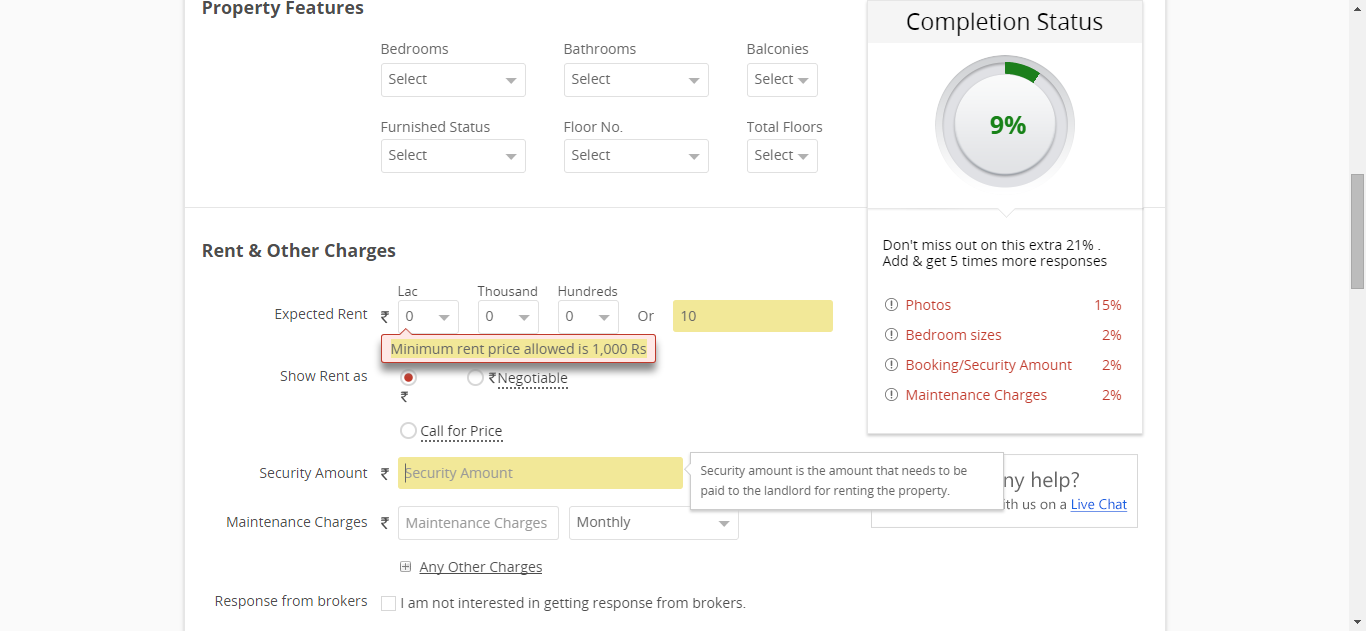 Property Features
Bedrooms
Bathrooms
Balconies
Select
Select
Select
Furnished Status
Floor No.
Total Floors
Select
Select
Select
Completion Status
9%
Don't miss out on this extra 21% .
Add & get 5 times more responses
Photos 15%
Bedroom sizes 2%
Booking/Security Amount 2%
Maintenance Charges 2%
Rent & Other Charges
Lac Thousand Hundreds
Expected Rent ₹ 0 0 0 Or 10
Minimum rent price allowed is 1,000 Rs
Show Rent as ₹ Negotiable
₹
Call for Price
Security Amount ₹ Security Amount
Security amount is the amount that needs to be
paid to the landlord for renting the property.
ny help?
ith us on a Live Chat
Maintenance Charges ₹ Maintenance Charges Monthly
Any Other Charges
Response from brokers I am not interested in getting response from brokers.